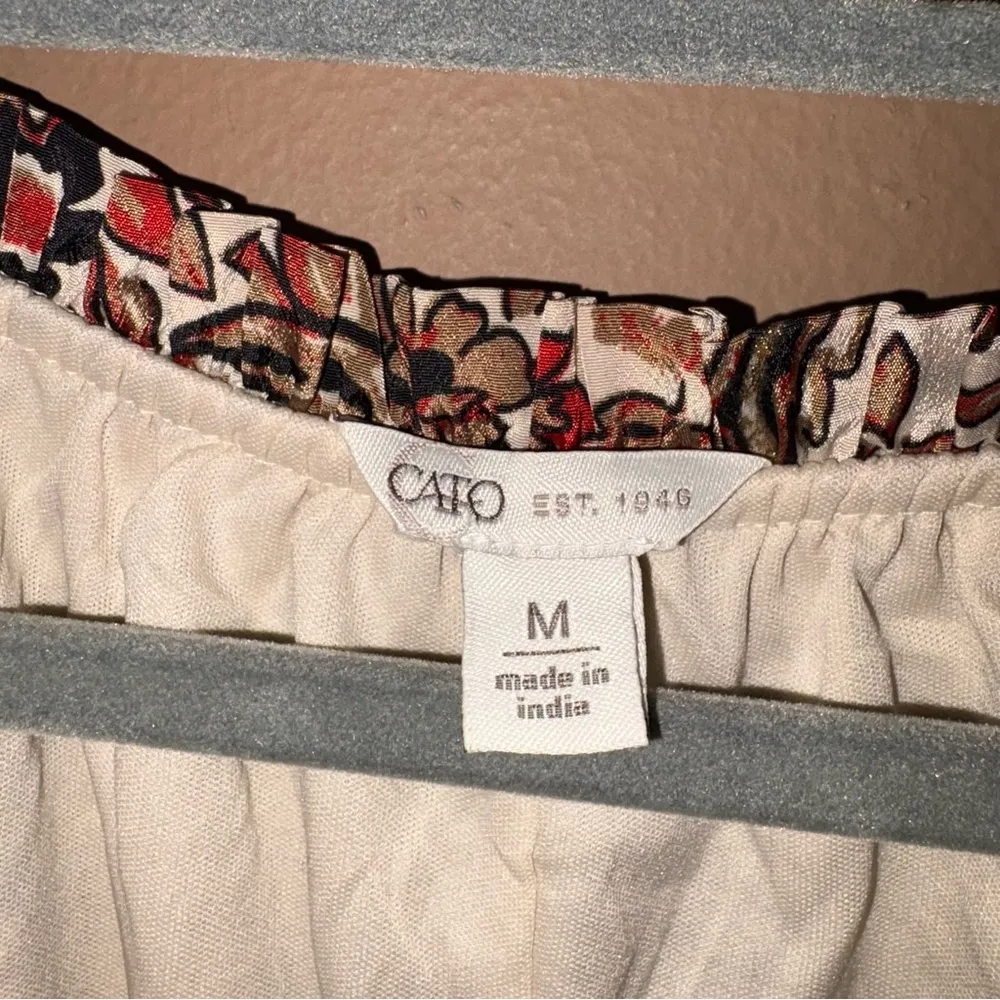 CATO EST. 1946
M
made in
india